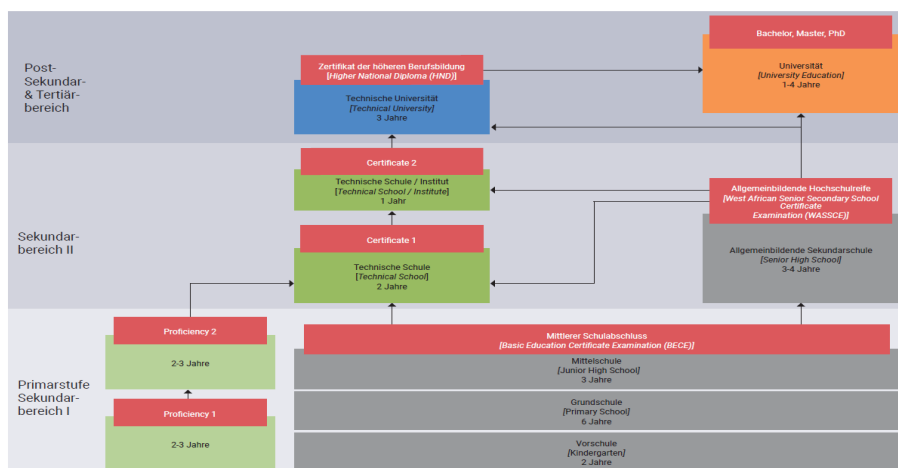 Post-
Sekundar-
& Tertiär-
bereich
Zertifikat der höheren Berufsbildung
[Higher National Diploma (HND)]
Technische Universität
[Technical University]
3 Jahre
Bachelor, Master, PhD
Universität
[University Education]
1-4 Jahre
Sekundar-
bereich II
Certificate 2
Technische Schule / Institut
[Technical School / Institute]
1 Jahr
Certificate 1
Technische Schule
[Technical School]
2 Jahre
Allgemeinbildende Hochschulreife
[West African Senior Secondary School
Certificate
Examination (WASSCE)]
Allgemeinbildende Sekundarschule
[Senior High School]
3-4 Jahre
Primarstufe
Sekundar-
bereich I
Proficiency 2
2-3 Jahre
Proficiency 1
2-3 Jahre
Mittlerer Schulabschluss
[Basic Education Certificate Examination (BECE)]
Mittelschule
[Junior High School]
3 Jahre
Grundschule
[Primary School]
6 Jahre
Vorschule
[Kindergarten]
2 Jahre